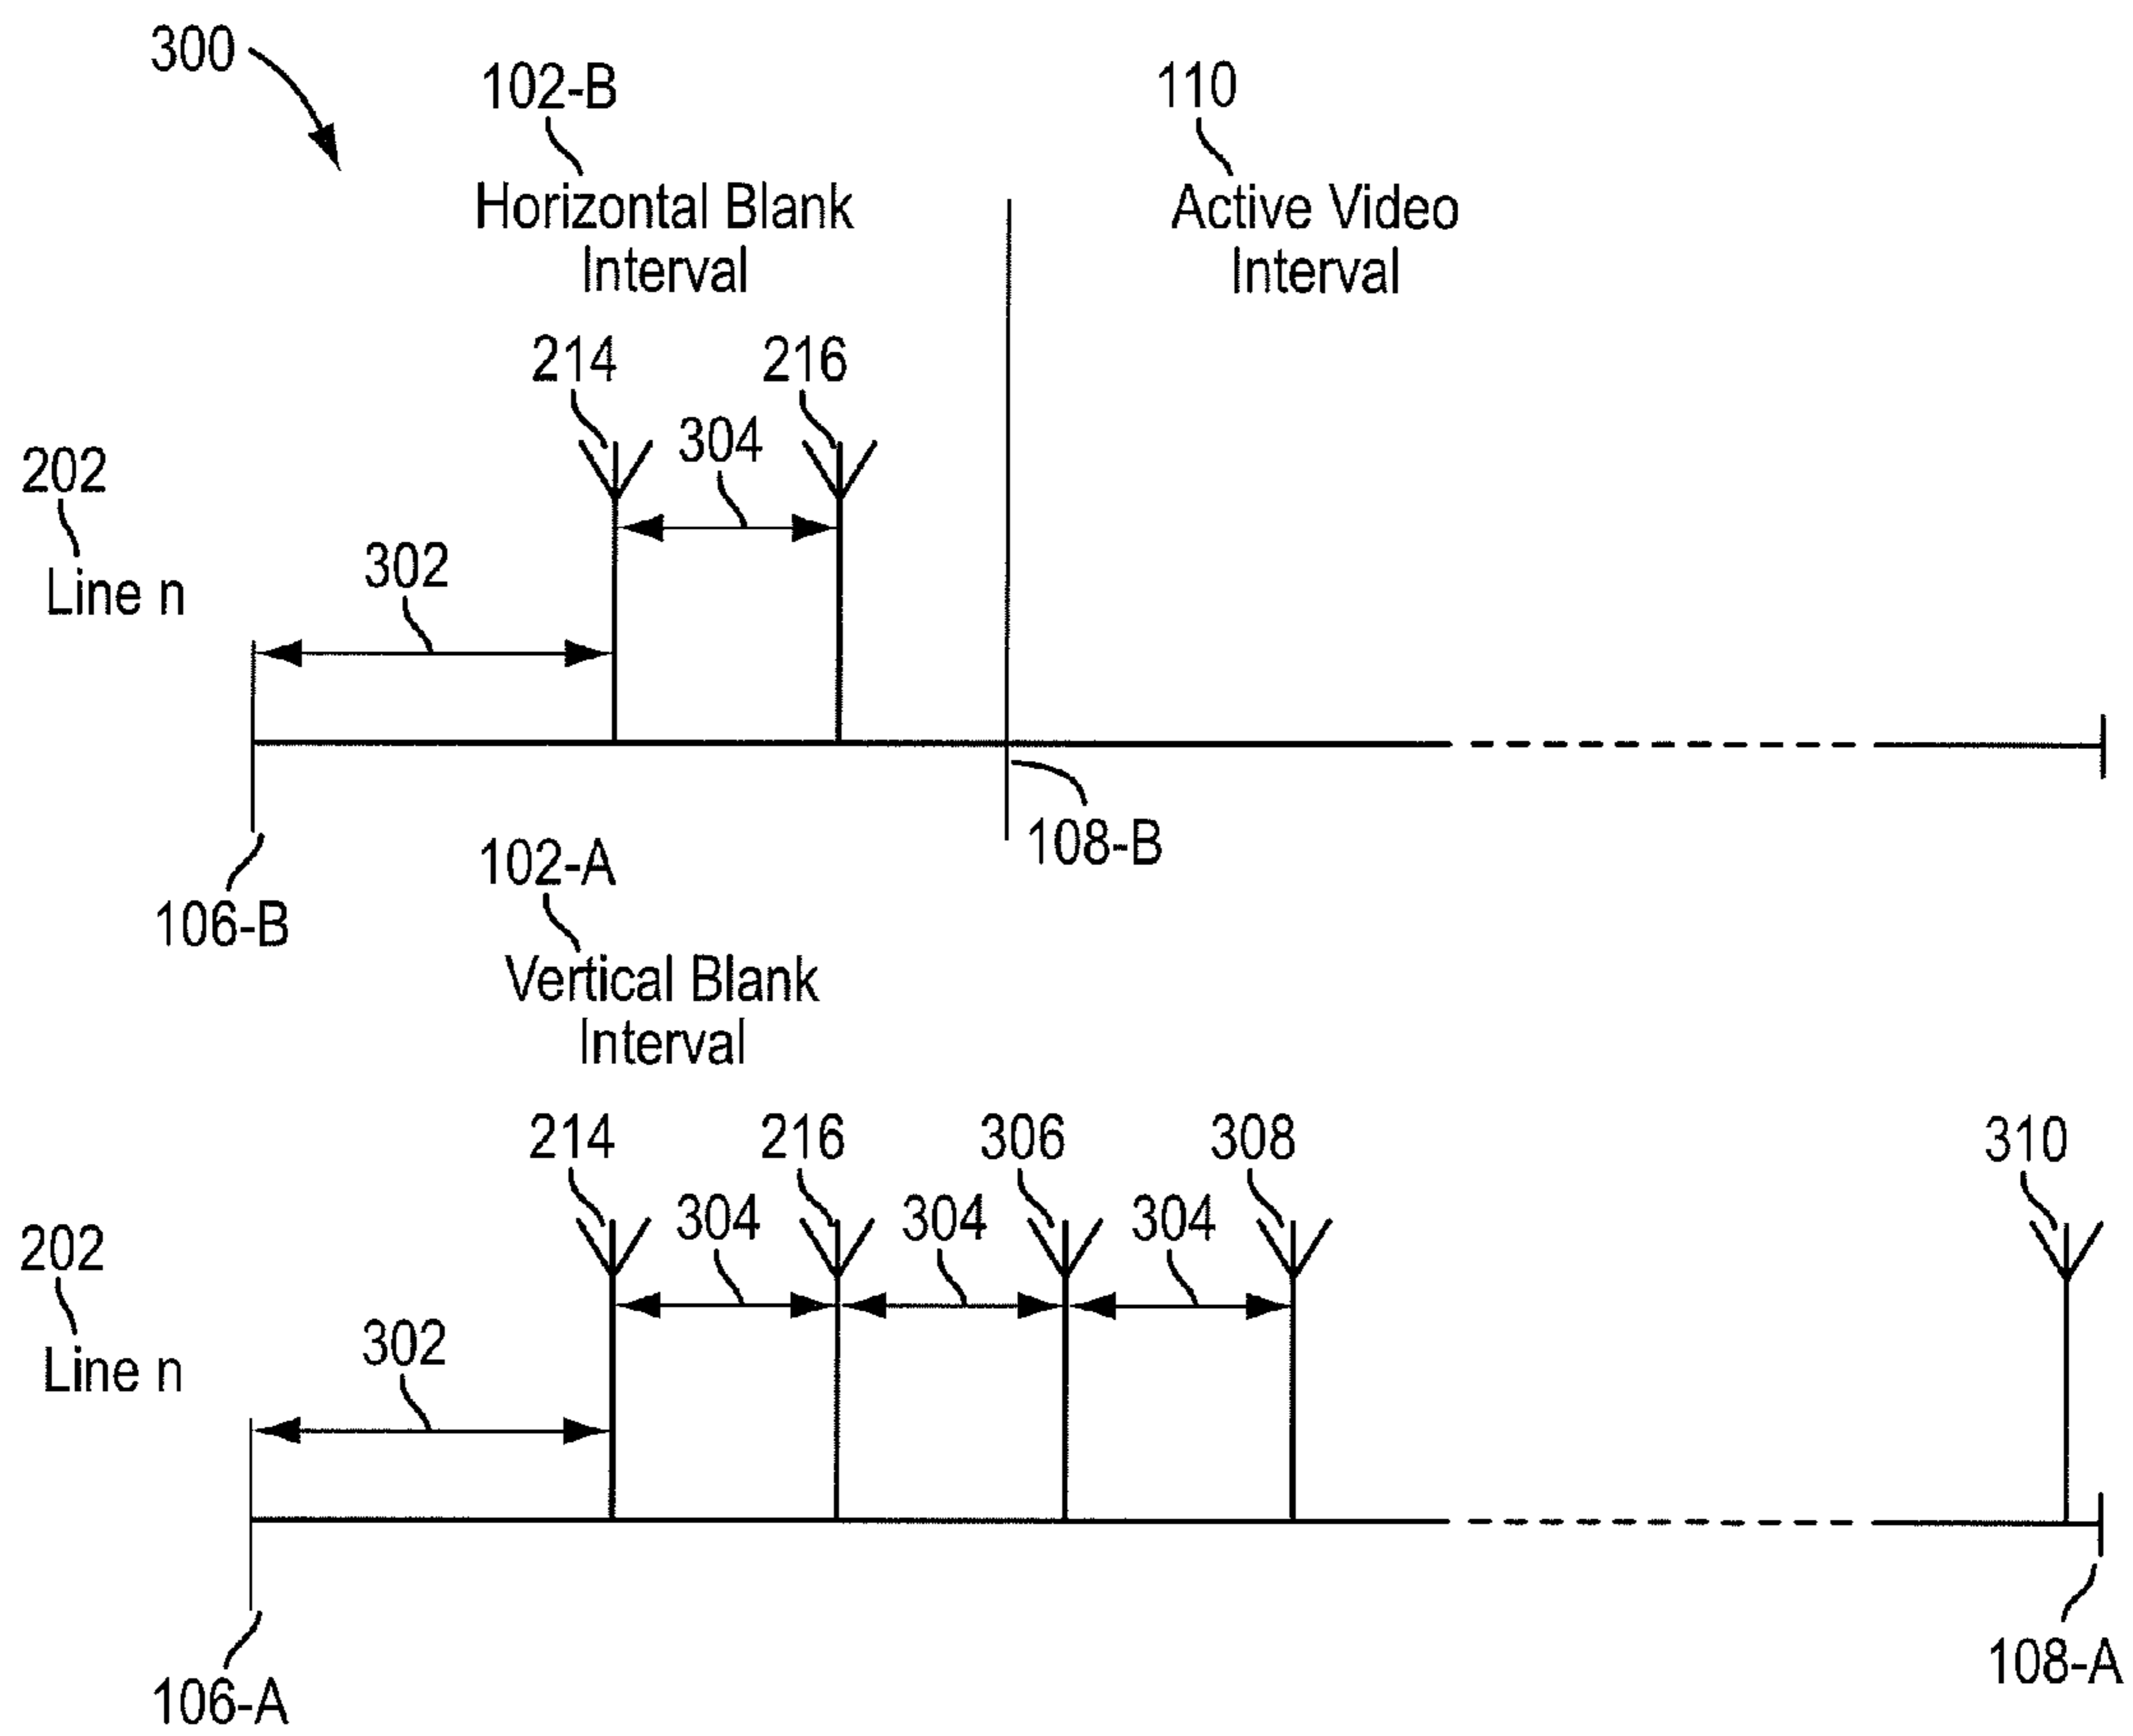 300
102-B
110
Horizontal Blank
Interval
Active Video
Interval
214
216
304
202
Line n
302
108-B
106-B
102-A
Vertical Blank
Interval
214
216
306
308
310
304
304
304
202
Line n
302
108-A
106-A